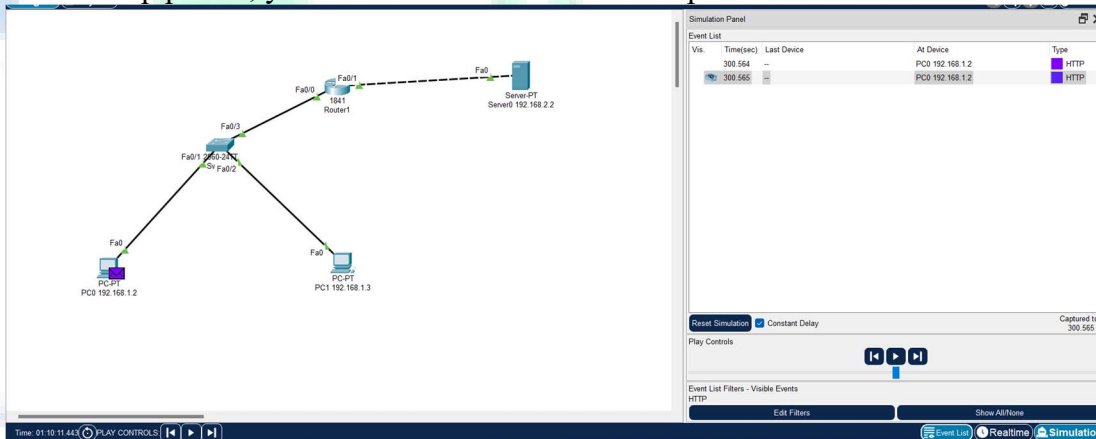 Simulation Panel
Event List
Vis. Time(sec) Last Device At Device Type
300.564 -- PC0 192.168.1.2 HTTP
300.565 -- PC0 192.168.1.2 HTTP
Fa0/1
Fa0
Fa0/0
1841
Router1
Server-PT
Server0 192.168.2.2
Fa0/3
Fa0/1
Fa0/2
Fa0
PC-PT
PC0 192.168.1.2
Fa0
PC-PT
PC1 192.168.1.3
Reset Simulation Constant Delay
Captured to
300.565
Play Controls
Event List Filters - Visible Events
HTTP
Edit Filters Show All/None
Time: 01:10:11.443 PLAY CONTROLS:
Event List Realtime Simulation